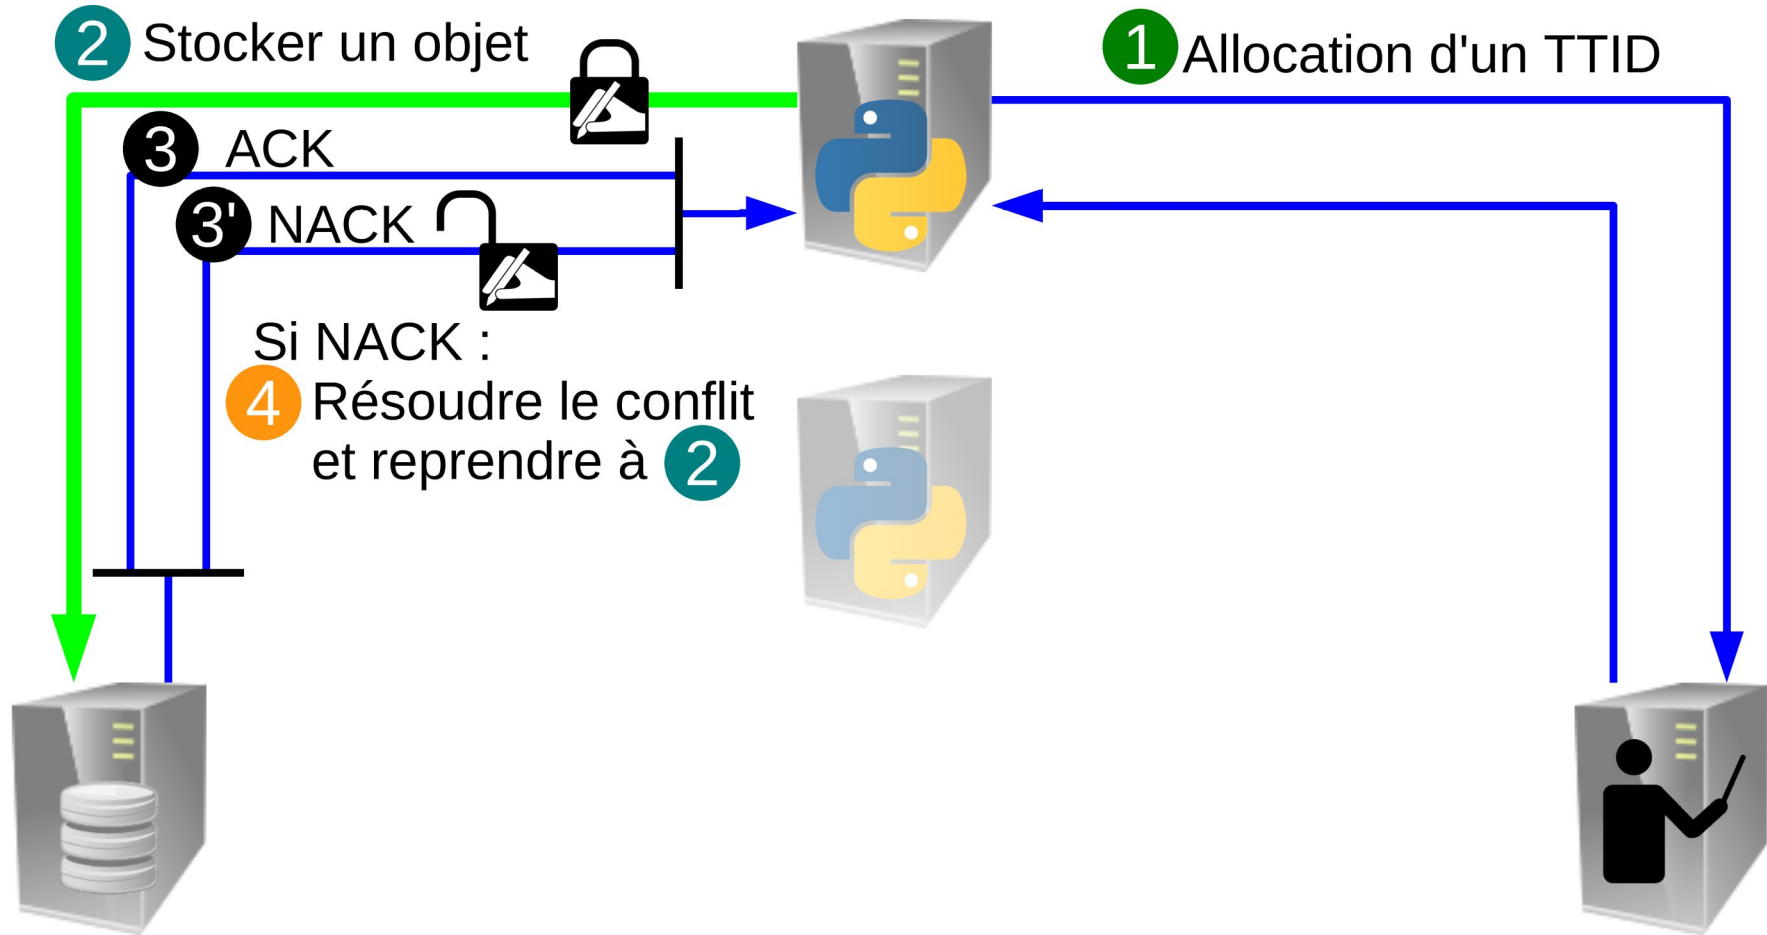 2 Stocker un objet
1 Allocation d'un TTID
3 ACK
3' NACK
Si NACK :
4 Résoudre le conflit
et reprendre à 2